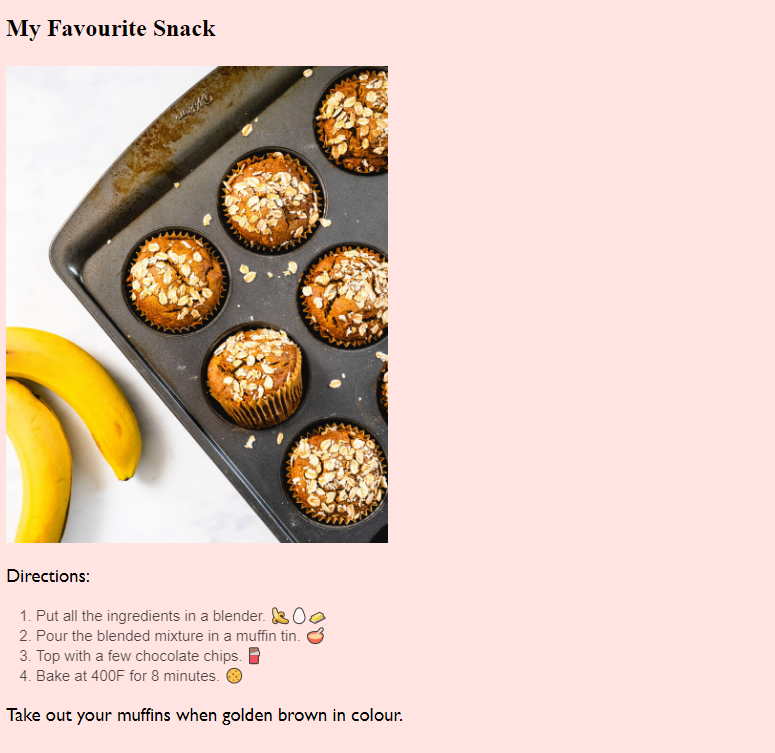 My Favourite Snack
Directions:
1. Put all the ingredients in a blender. 🍌🥚🧈
2. Pour the blended mixture in a muffin tin. 🥣
3. Top with a few chocolate chips. 🍫
4. Bake at 400F for 8 minutes. 🍪
Take out your muffins when golden brown in colour.